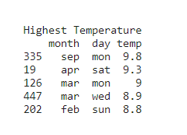 Highest Temperature
month day temp
335 sep mon 9.8
19 apr sat 9.3
126 mar mon 9
447 mar wed 8.9
202 feb sun 8.8